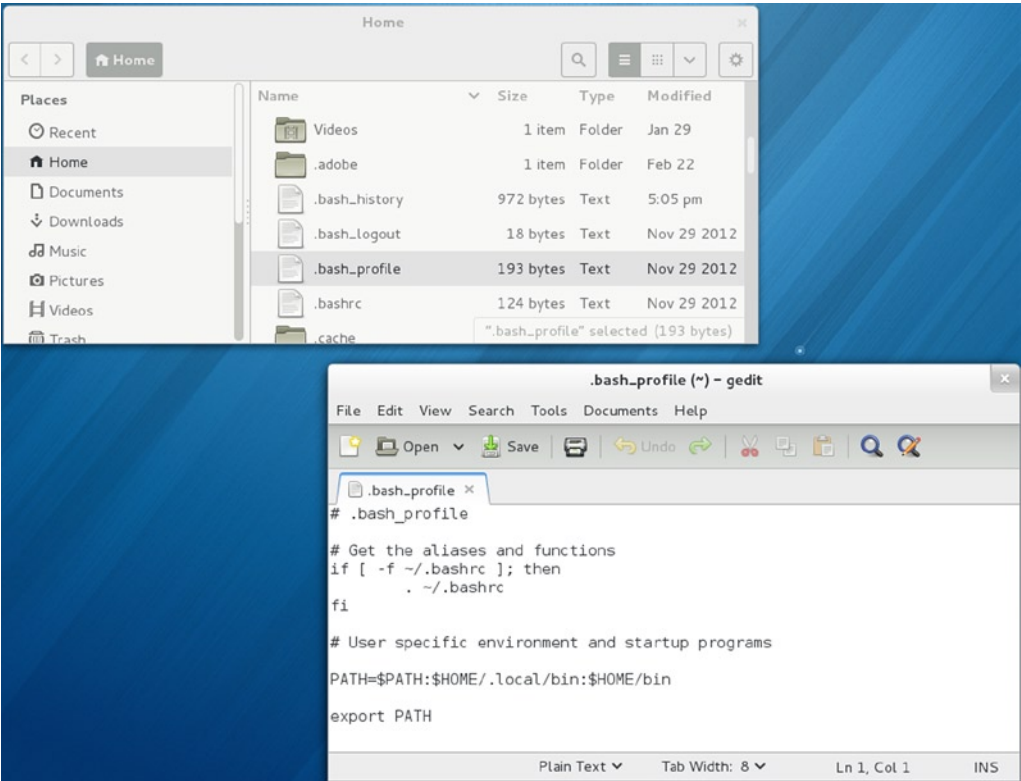 Home
Home
Places
Recent
Home
Documents
Downloads
Music
Pictures
Videos
Trash
Name Size Type Modified
Videos 1 item Folder Jan 29
.adobe 1 item Folder Feb 22
.bash_history 972 bytes Text 5:05 pm
.bash_logout 18 bytes Text Nov 29 2012
.bash_profile 193 bytes Text Nov 29 2012
.bashrc 124 bytes Text Nov 29 2012
.cache
".bash_profile" selected (193 bytes)
.bash_profile (~) – gedit
File Edit View Search Tools Documents Help
Open Save Undo
.bash_profile
# .bash_profile
# Get the aliases and functions
if [ -f ~/.bashrc ]; then
. ~/.bashrc
fi
# User specific environment and startup programs
PATH=$PATH:$HOME/.local/bin:$HOME/bin
export PATH
Plain Text Tab Width: 8 Ln 1, Col 1 INS